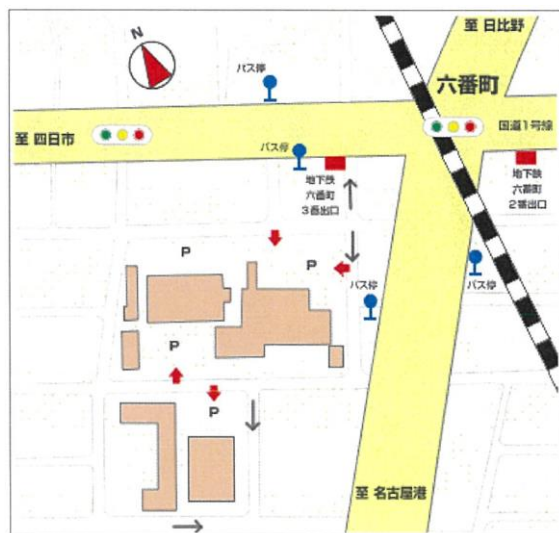 至 日比野
N
バス停
六番町
至 四日市
国道1号線
バス停
地下鉄
六番町
3番出口
地下鉄
六番町
2番出口
P
P
バス停
バス停
P
P
至 名古屋港